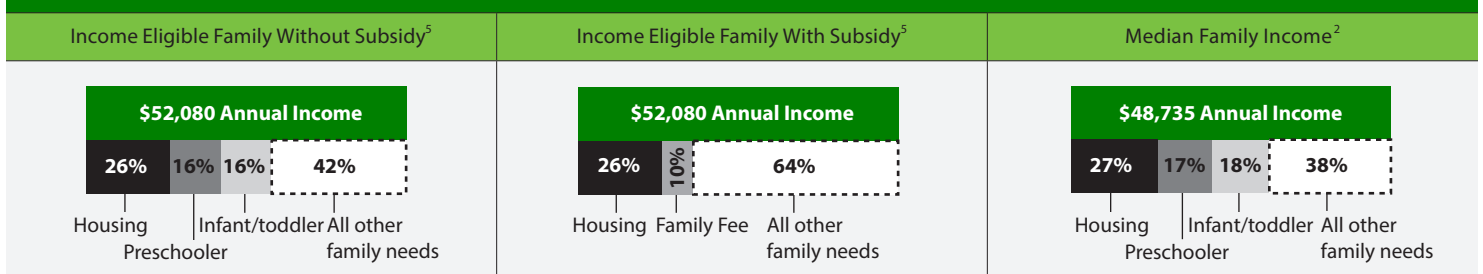 Income Eligible Family Without Subsidy5
Income Eligible Family With Subsidy5
Median Family Income2
$52,080 Annual Income
26% 16% 16% 42%
Housing Infant/toddler All other
Preschooler family needs
$52,080 Annual Income
26% 10% 64%
Housing Family Fee All other
family needs
$48,735 Annual Income
27% 17% 18% 38%
Housing Infant/toddler All other
Preschooler family needs